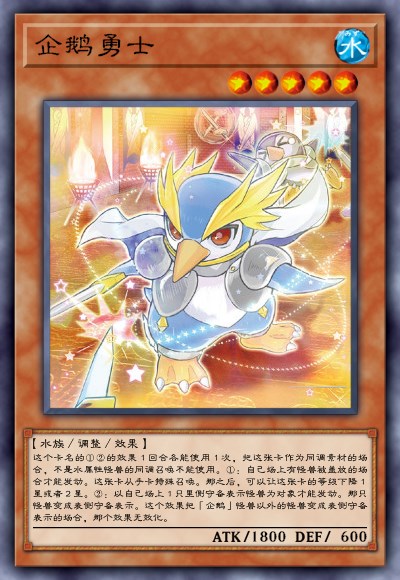 企鹅勇士
水
【水族／调整／效果】
这个卡名的①②的效果1回合各能使用1次，把这张卡作为同调素材的场
合，不是水属性怪兽的同调召唤不能使用。①：自己场上有怪兽被盖放的场
合才能发动。这张卡从手卡特殊召唤。那之后，可以让这张卡的等级下降1
星或者2星。②：以自己场上1只里侧守备表示怪兽为对象才能发动。那只
怪兽变成表侧守备表示。这个效果把「企鹅」怪兽以外的怪兽变成表侧守备
表示的场合，那个效果无效化。
ATK/1800 DEF/ 600